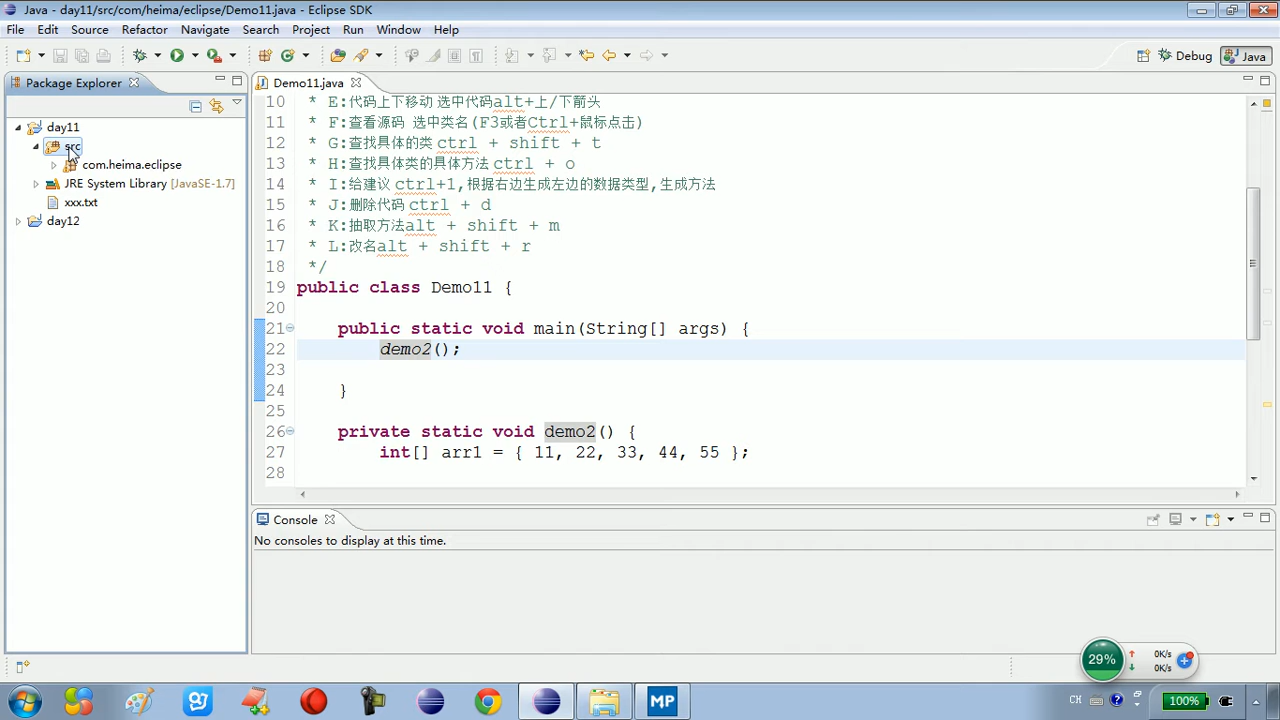 Java - day11/src/com/heima/eclipse/Demo11.java - Eclipse SDK
File Edit Source Refactor Navigate Search Project Run Window Help
Debug Java
Package Explorer
day11
src
com.heima.eclipse
JRE System Library [JavaSE-1.7]
xxx.txt
day12
Demo11.java
10 * E:代码上下移动 选中代码alt+上/下箭头
11 * F:查看源码 选中类名(F3或者Ctrl+鼠标点击)
12 * G:查找具体的类 ctrl + shift + t
13 * H:查找具体类的具体方法 ctrl + o
14 * I:给建议 ctrl+1,根据右边生成左边的数据类型,生成方法
15 * J:删除代码 ctrl + d
16 * K:抽取方法alt + shift + m
17 * L:改名alt + shift + r
18 */
19 public class Demo11 {
20
21 public static void main(String[] args) {
22 demo2();
23
24 }
25
26 private static void demo2() {
27 int[] arr1 = { 11, 22, 33, 44, 55 };
28
Console
No consoles to display at this time.
29%
0K/s
0K/s
MP
CH
100%